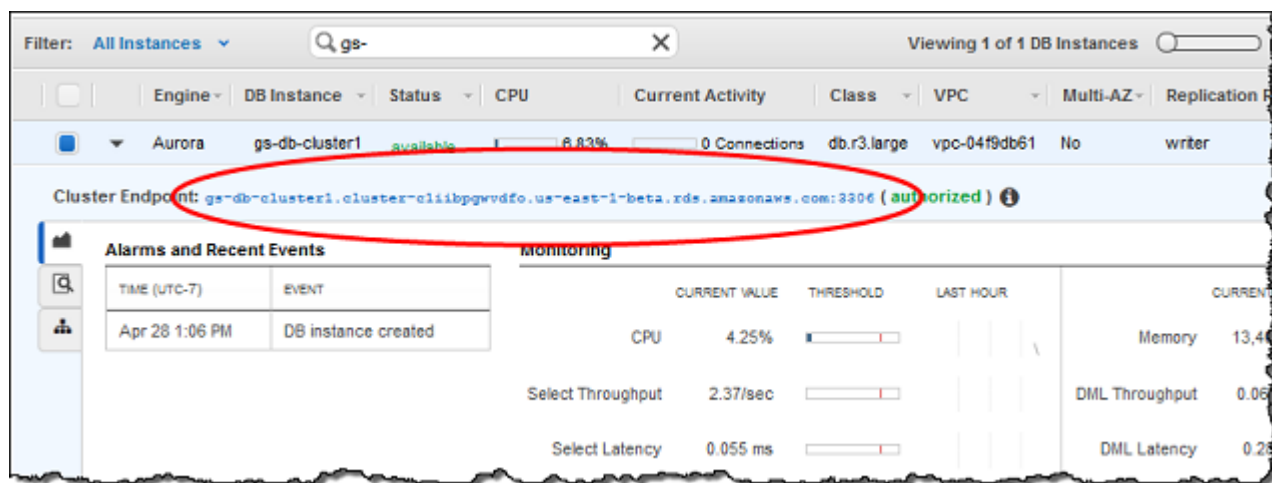 Filter: All Instances gs- Viewing 1 of 1 DB Instances
Engine DB Instance Status CPU Current Activity Class VPC Multi-AZ Replication
Aurora gs-db-cluster1 available 6.83% 0 Connections db.r3.large vpc-04f9db61 No writer
Cluster Endpoint: gs-db-cluster1.cluster-cliibpgwvdfo.us-east-1-beta.rds.amazonaws.com:3306 ( authorized )
Alarms and Recent Events Monitoring
TIME (UTC-7) EVENT CURRENT VALUE THRESHOLD LAST HOUR CURRENT
Apr 28 1:06 PM DB instance created CPU 4.25% Memory
Select Throughput 2.37/sec DML Throughput
Select Latency 0.055 ms DML Latency